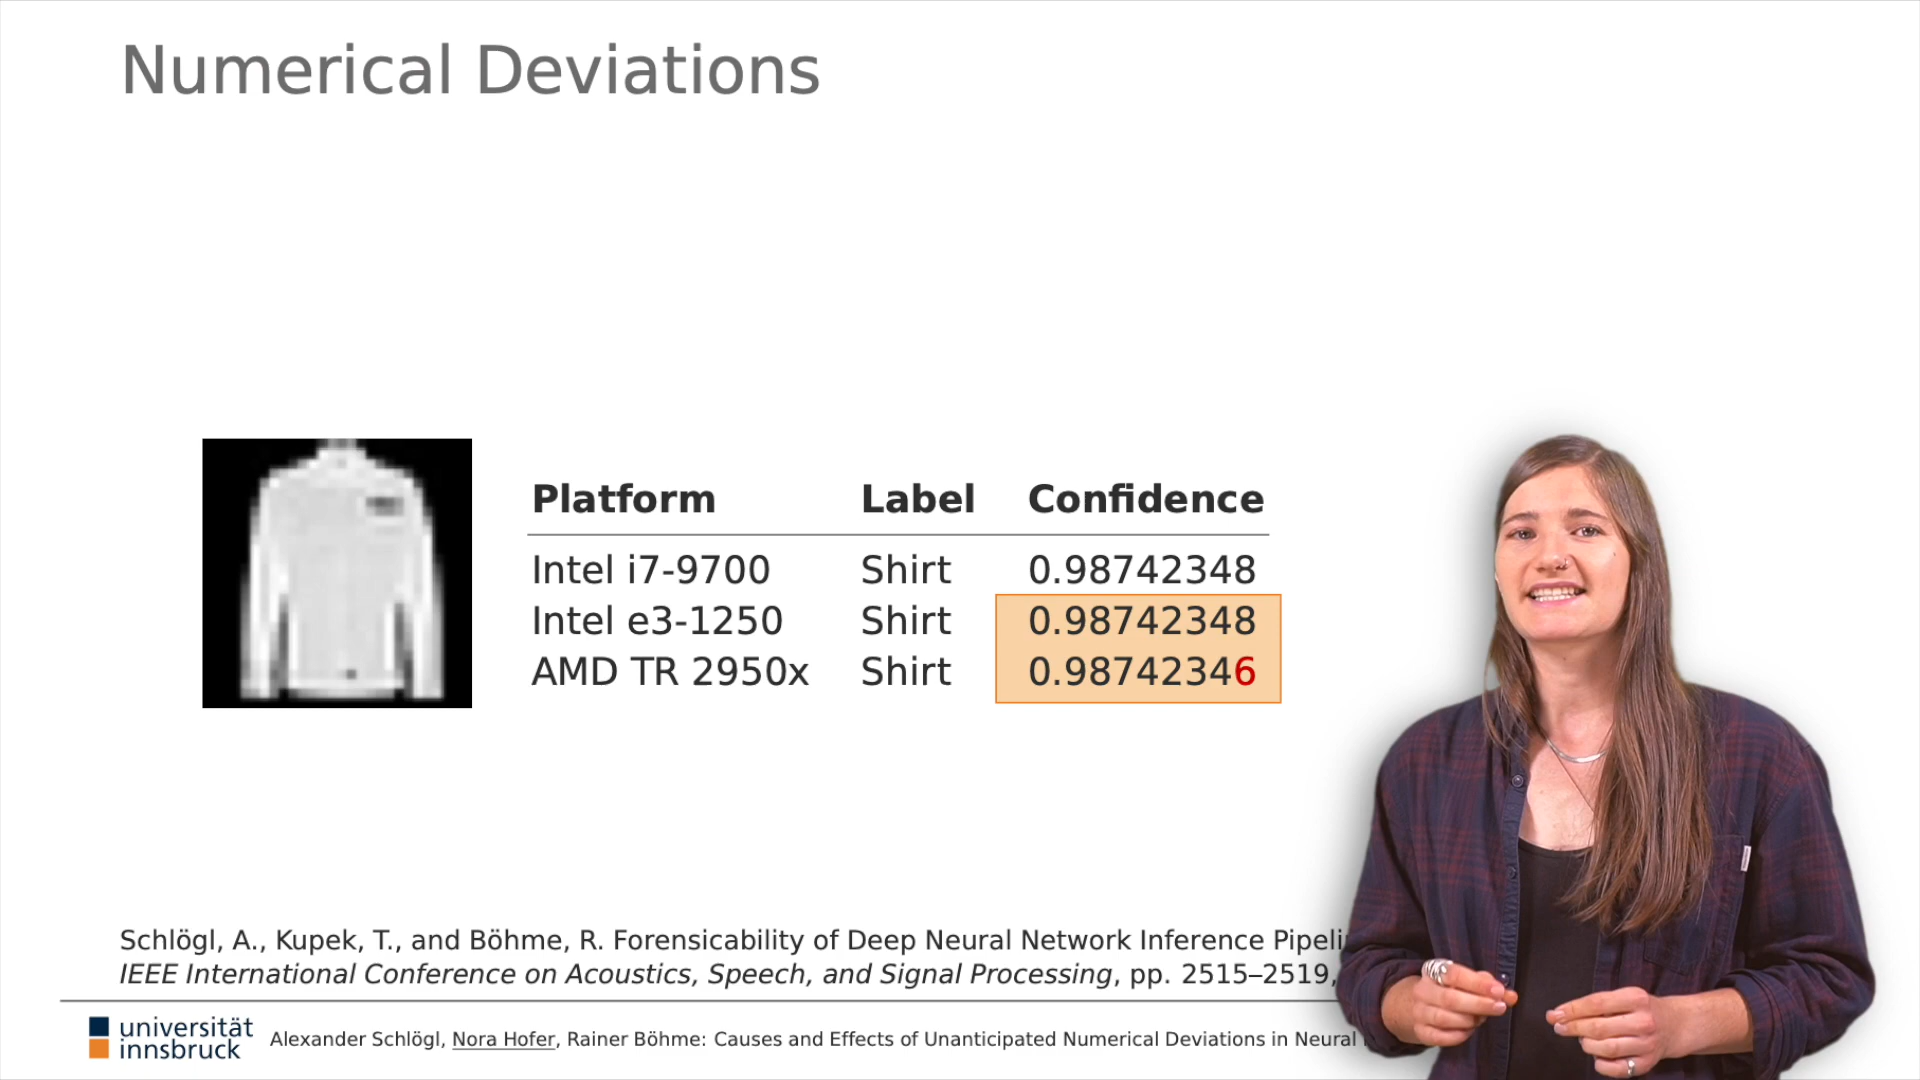 Numerical Deviations
Platform Label Confidence
Intel i7-9700 Shirt 0.98742348
Intel e3-1250 Shirt 0.98742348
AMD TR 2950x Shirt 0.98742346
Schlögl, A., Kupek, T., and Böhme, R. Forensicability of Deep Neural Network Inference
IEEE International Conference on Acoustics, Speech, and Signal Processing, pp. 2515–2519,
universität
innsbruck
Alexander Schlögl, Nora Hofer, Rainer Böhme: Causes and Effects of Unanticipated Numerical Deviations in Neural